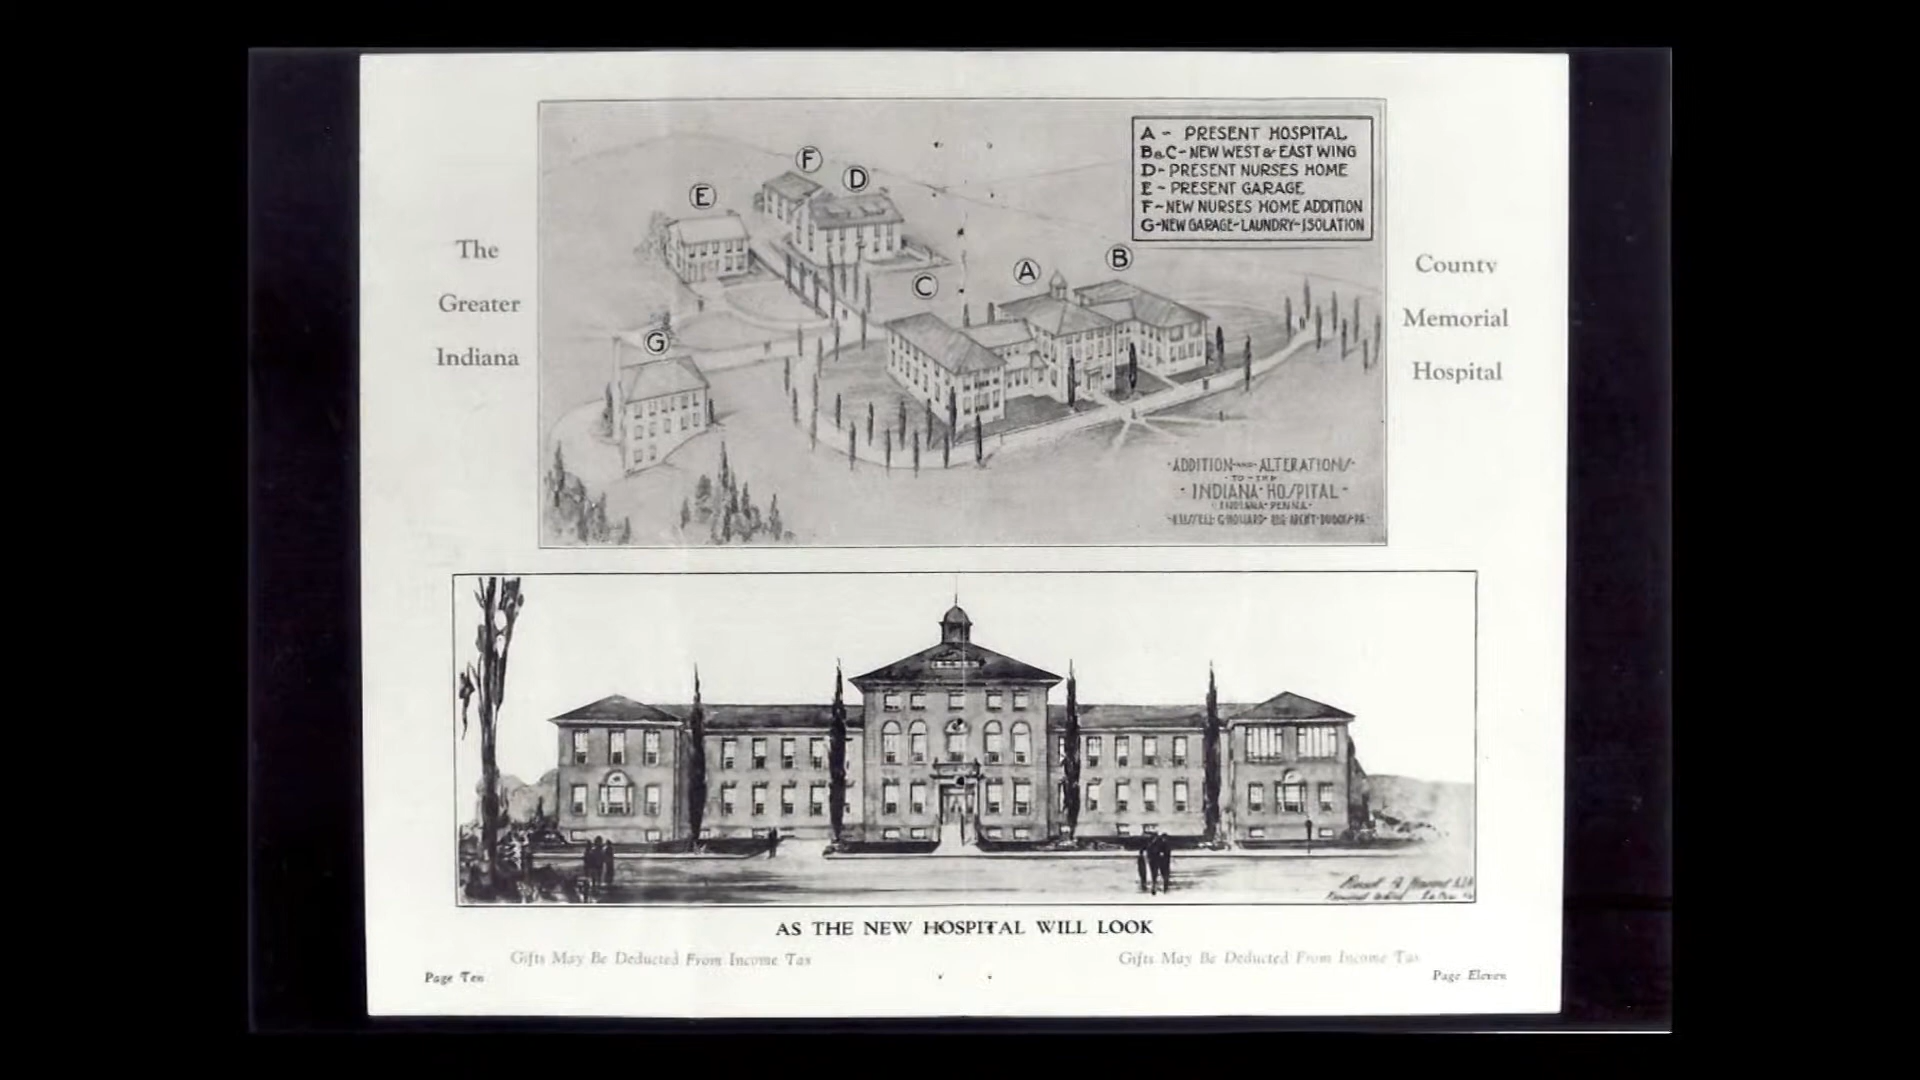 The
Greater
Indiana
F
D
E
C
A
B
G
A - PRESENT HOSPITAL
B & C - NEW WEST & EAST WING
D - PRESENT NURSES HOME
E - PRESENT GARAGE
F - NEW NURSES HOME ADDITION
G - NEW GARAGE - LAUNDRY - ISOLATION
County
Memorial
Hospital
· ADDITION AND ALTERATIONS ·
· TO · THE ·
· INDIANA · HOSPITAL ·
INDIANA · PENNA ·
AS THE NEW HOSPITAL WILL LOOK
Gifts May Be Deducted From Income Tax
Gifts May Be Deducted From Income Tax
Page Ten
Page Eleven